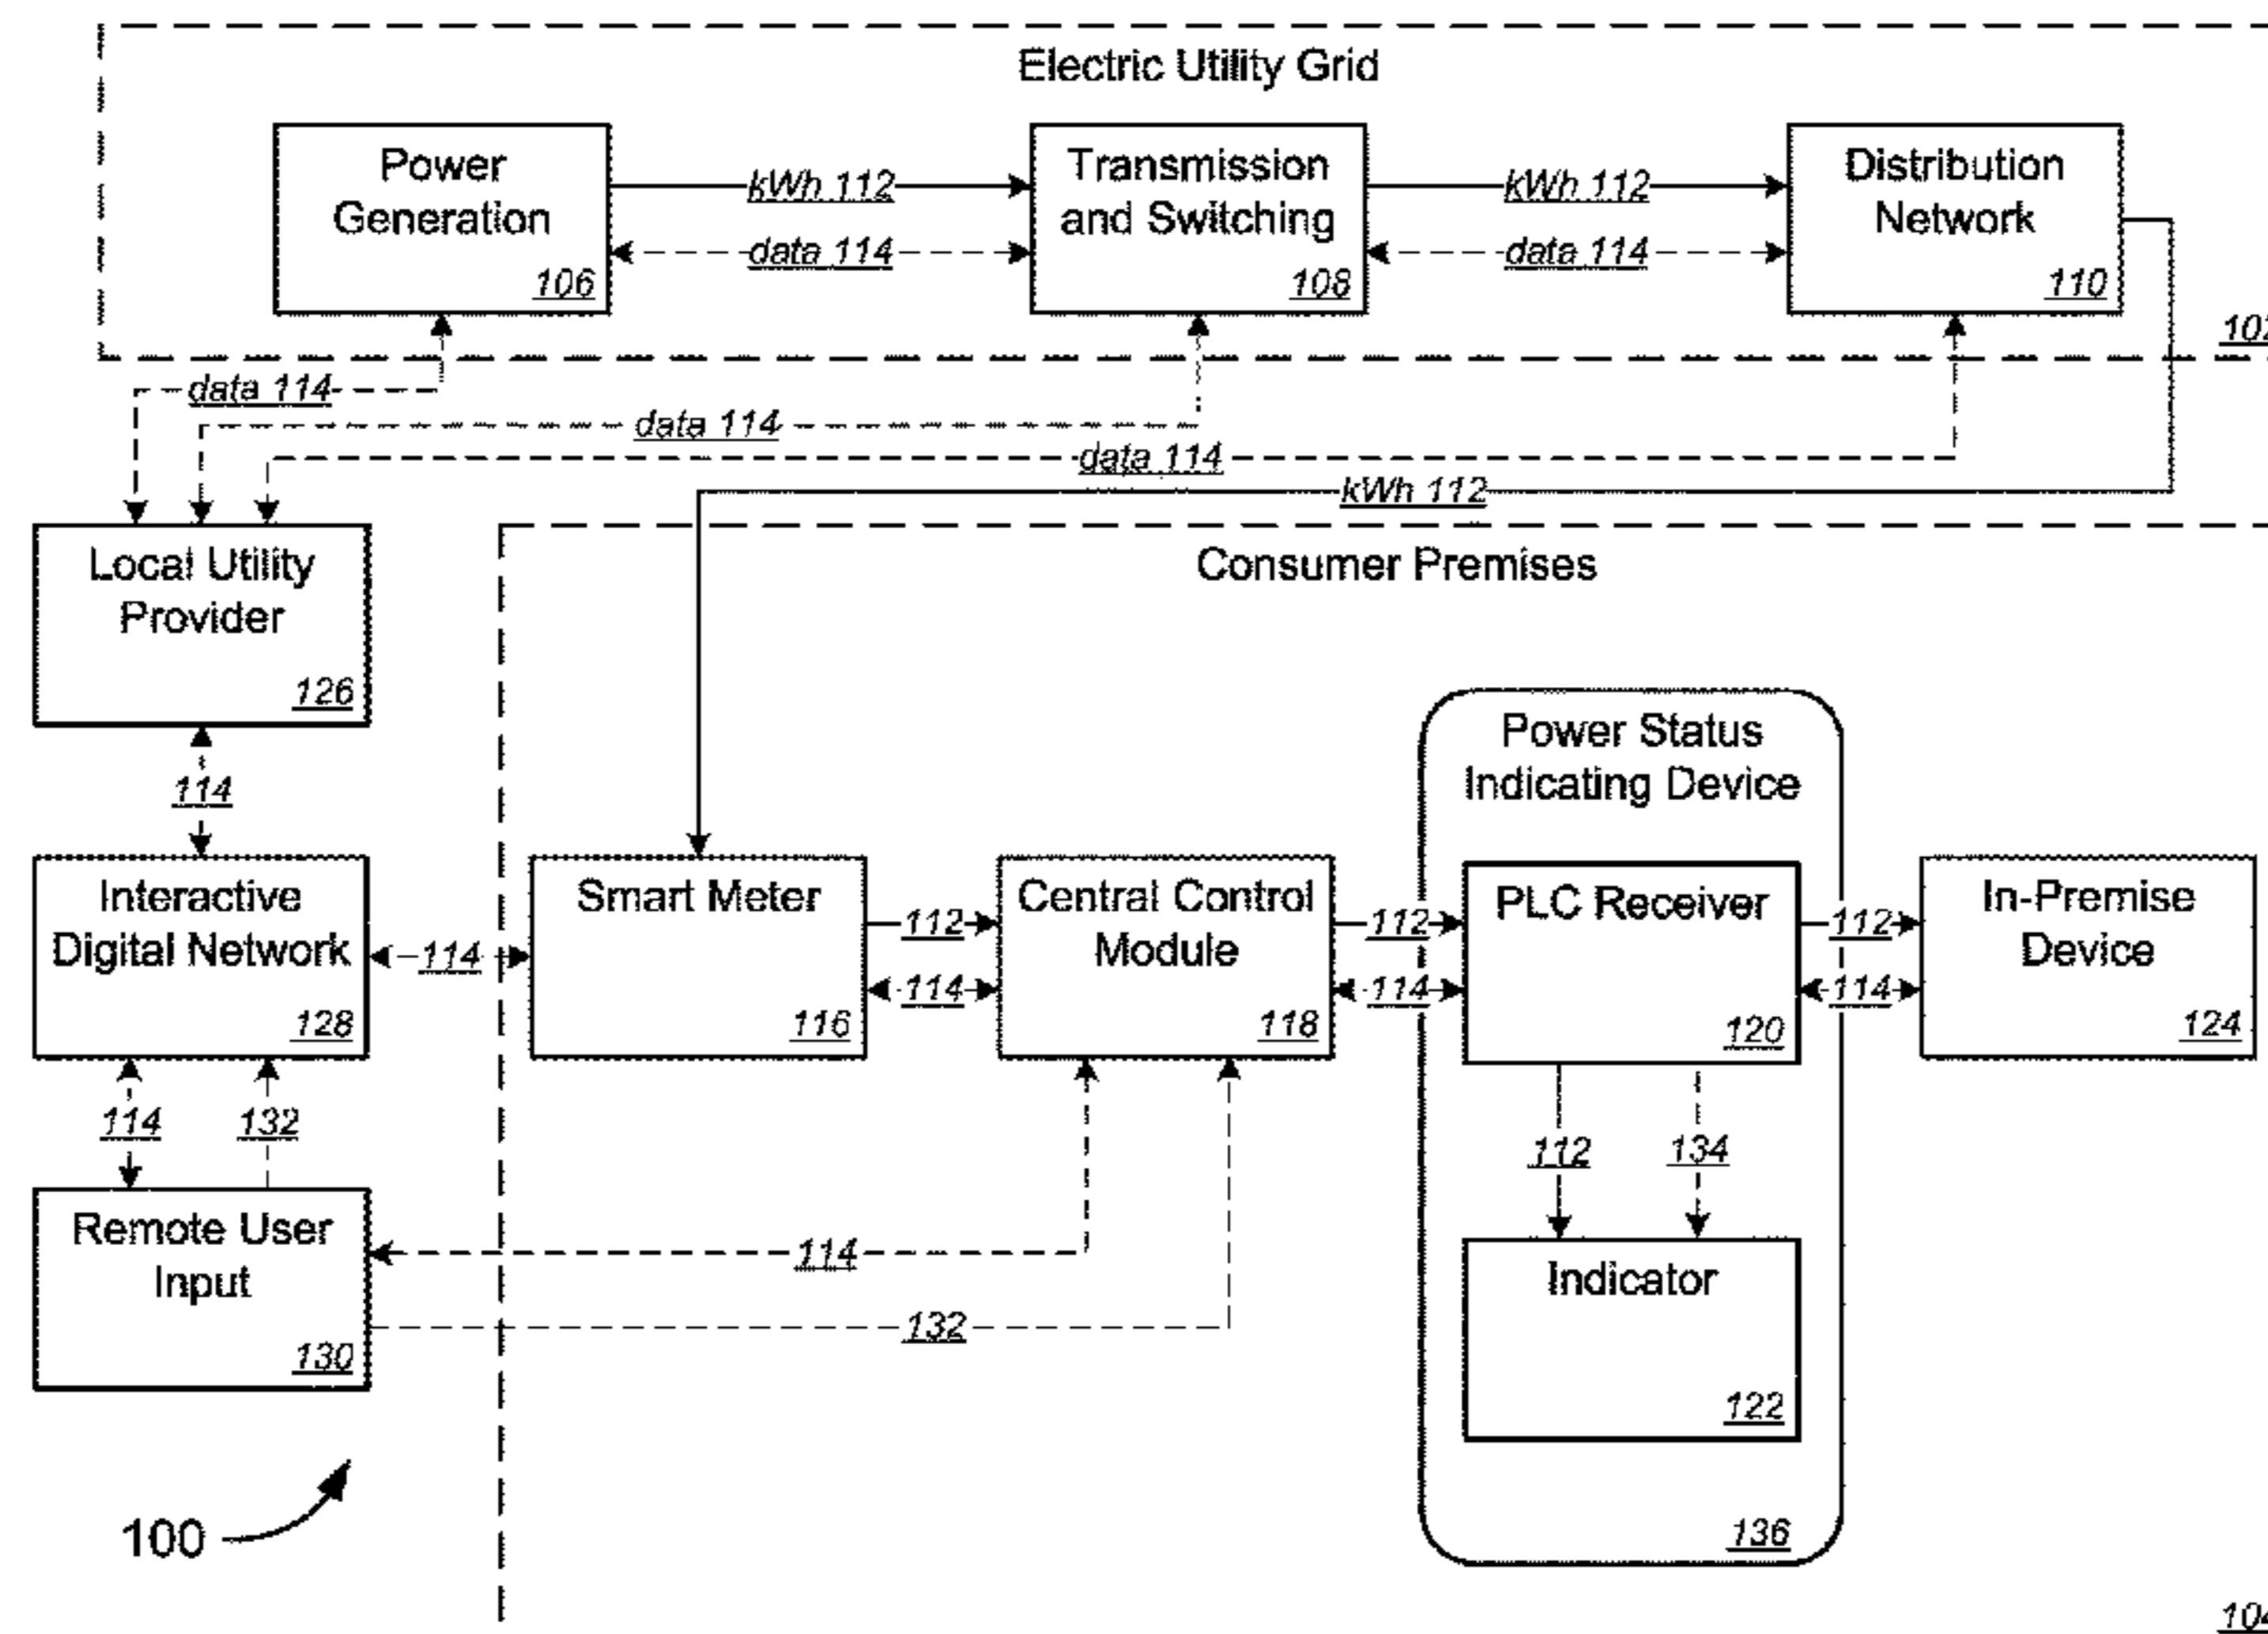 Electric Utility Grid
Power
Generation
106
kWh 112
data 114
Transmission
and Switching
108
kWh 112
data 114
Distribution
Network
110
data 114
data 114
data 114
kWh 112
Local Utility
Provider
126
Consumer Premises
114
Power Status
Indicating Device
Interactive
Digital Network
128
114
Smart Meter
116
112
114
Central Control
Module
118
112
114
PLC Receiver
120
112
114
In-Premise
Device
124
114
132
112
134
Remote User
Input
130
114
132
Indicator
122
136
100